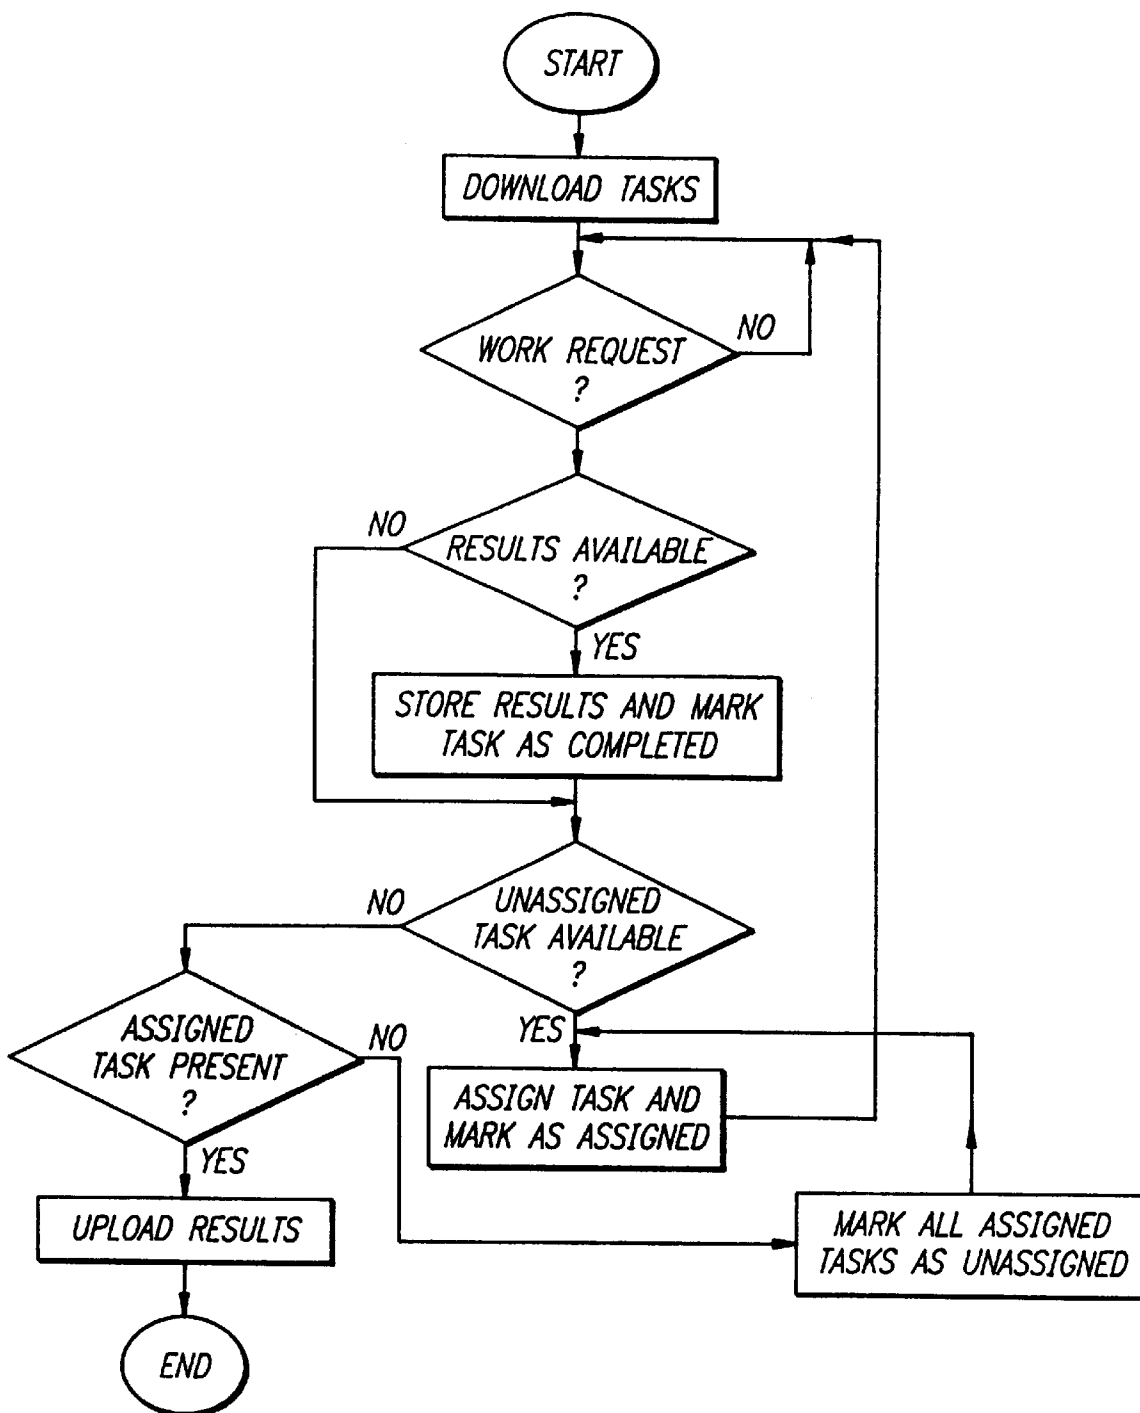 START
DOWNLOAD TASKS
WORK REQUEST
?
NO
NO
RESULTS AVAILABLE
?
YES
STORE RESULTS AND MARK
TASK AS COMPLETED
NO
UNASSIGNED
TASK AVAILABLE
?
YES
ASSIGNED
TASK PRESENT
?
NO
ASSIGN TASK AND
MARK AS ASSIGNED
YES
UPLOAD RESULTS
MARK ALL ASSIGNED
TASKS AS UNASSIGNED
END